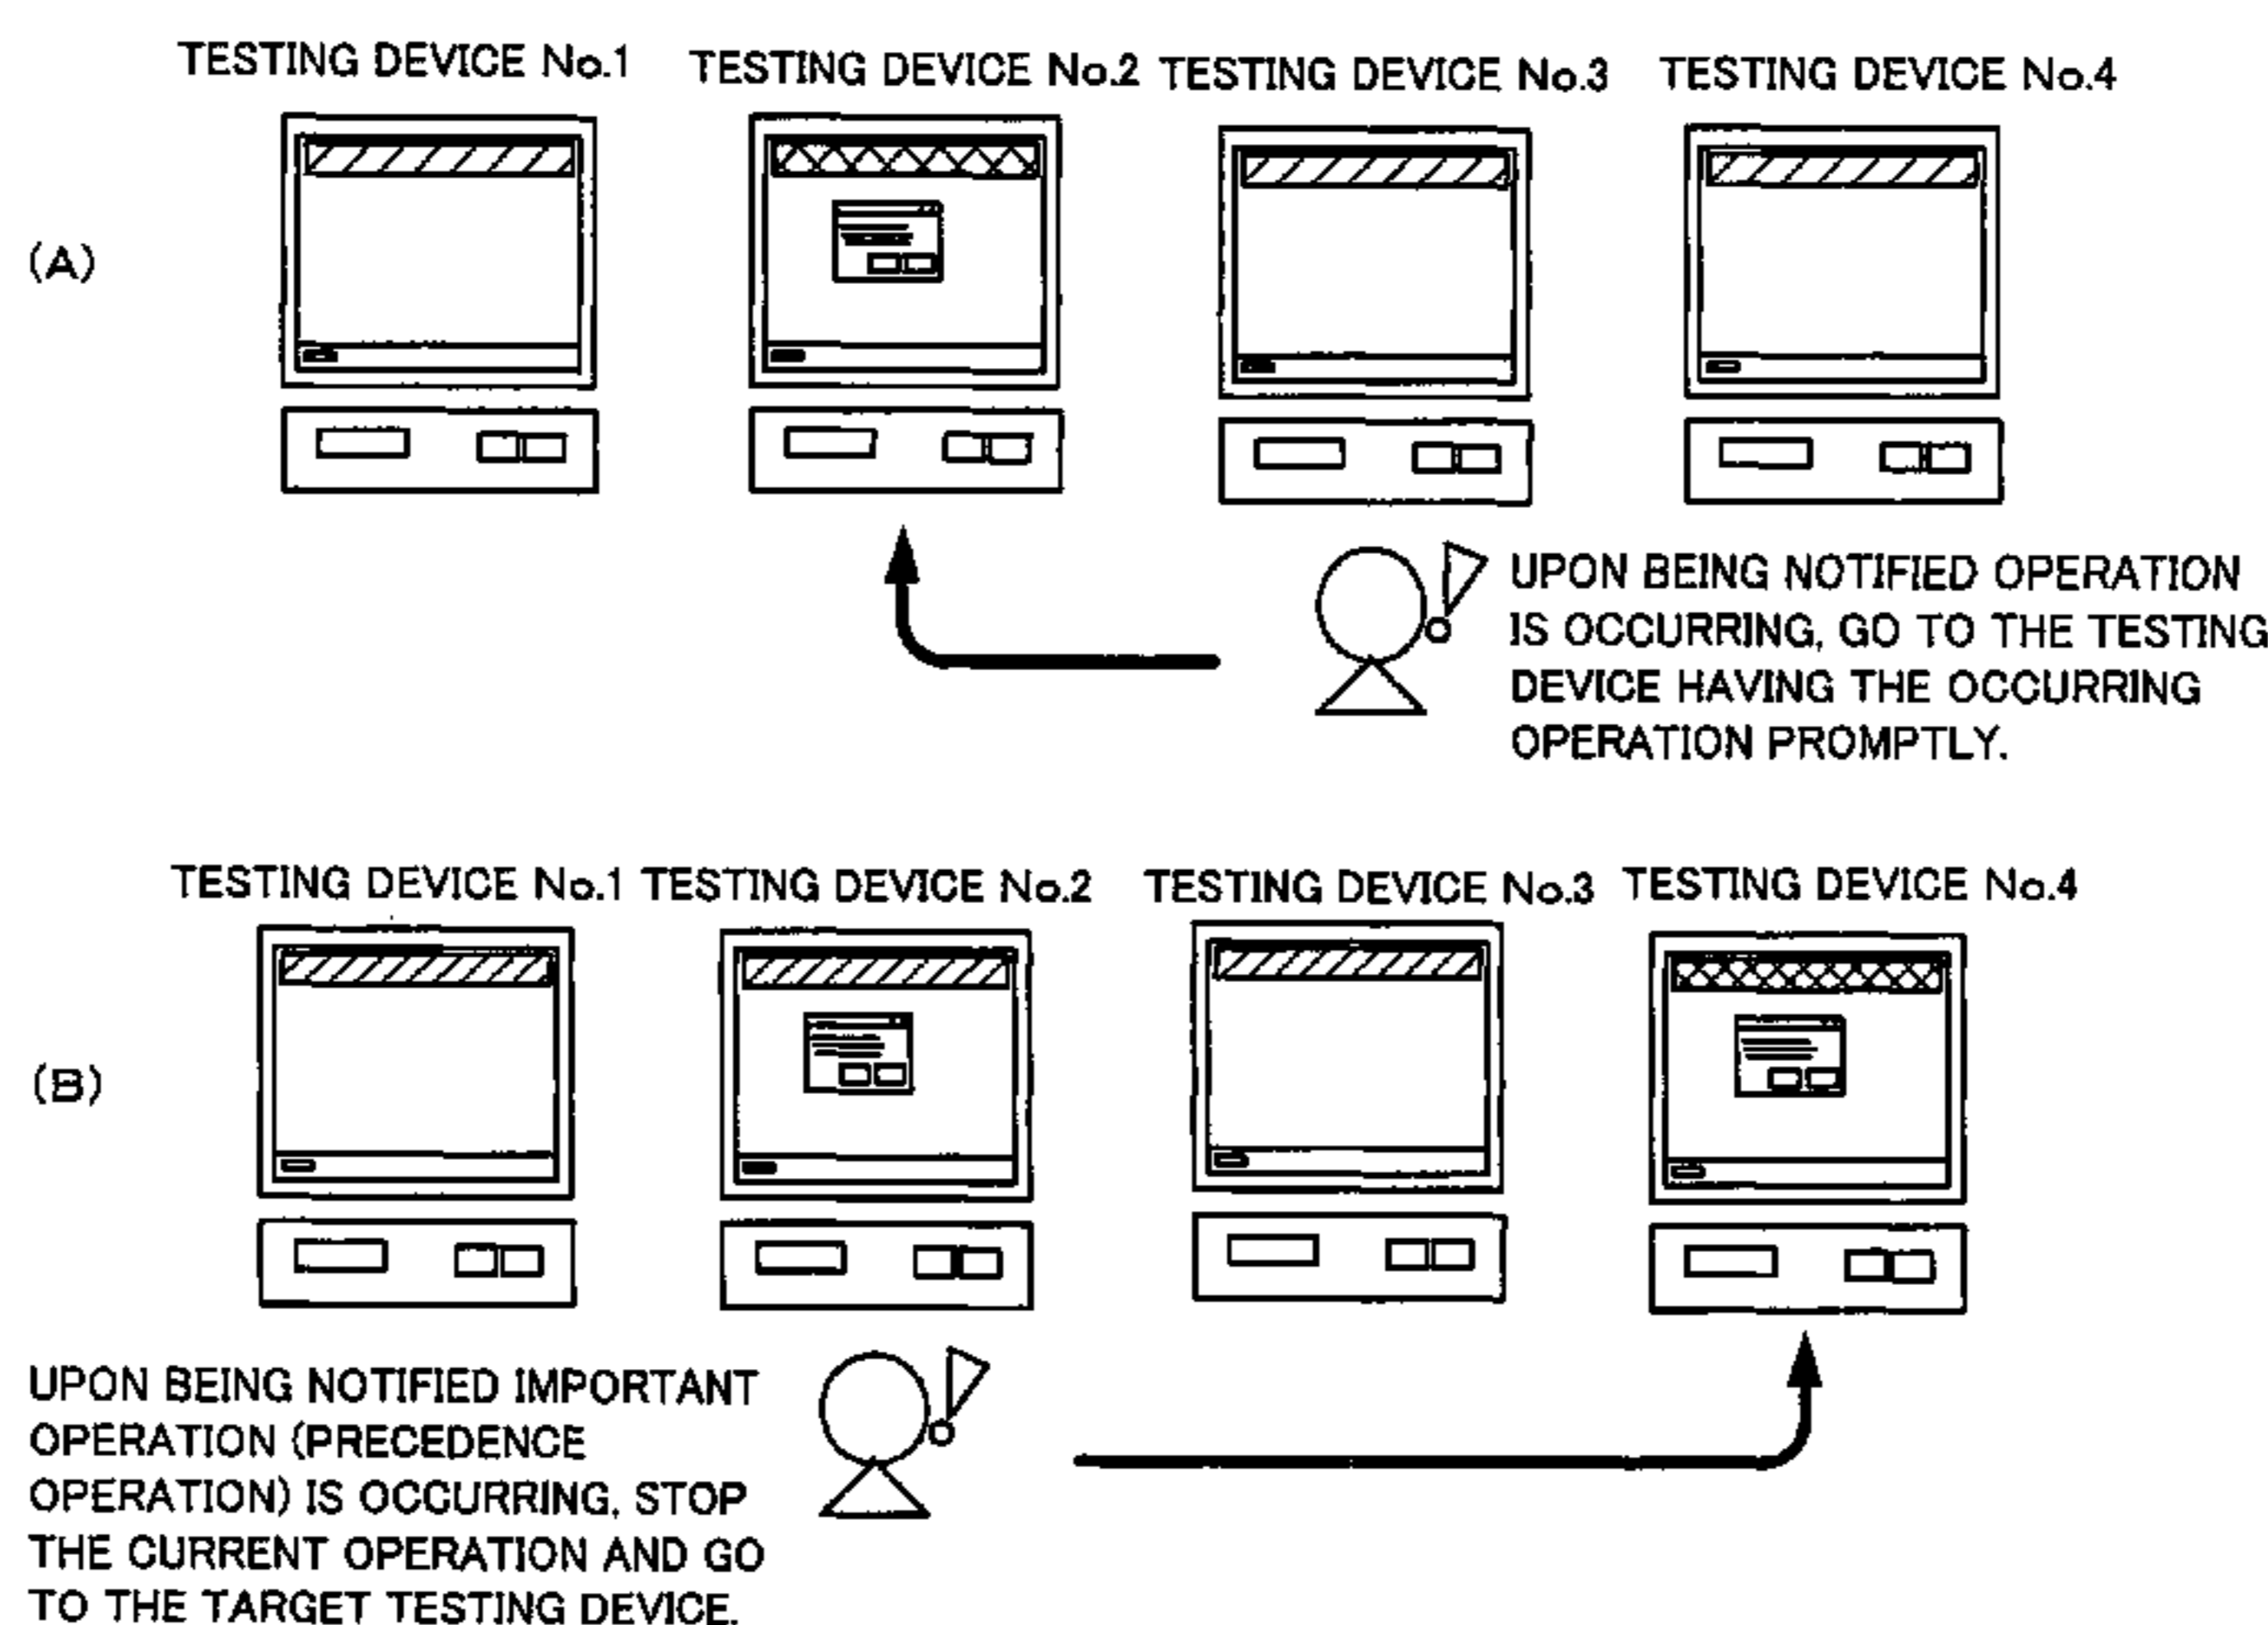 TESTING DEVICE No.1 TESTING DEVICE No.2 TESTING DEVICE No.3 TESTING DEVICE No.4
(A)
UPON BEING NOTIFIED OPERATION
IS OCCURRING, GO TO THE TESTING
DEVICE HAVING THE OCCURRING
OPERATION PROMPTLY.
TESTING DEVICE No.1 TESTING DEVICE No.2 TESTING DEVICE No.3 TESTING DEVICE No.4
(B)
UPON BEING NOTIFIED IMPORTANT
OPERATION (PRECEDENCE
OPERATION) IS OCCURRING, STOP
THE CURRENT OPERATION AND GO
TO THE TARGET TESTING DEVICE.